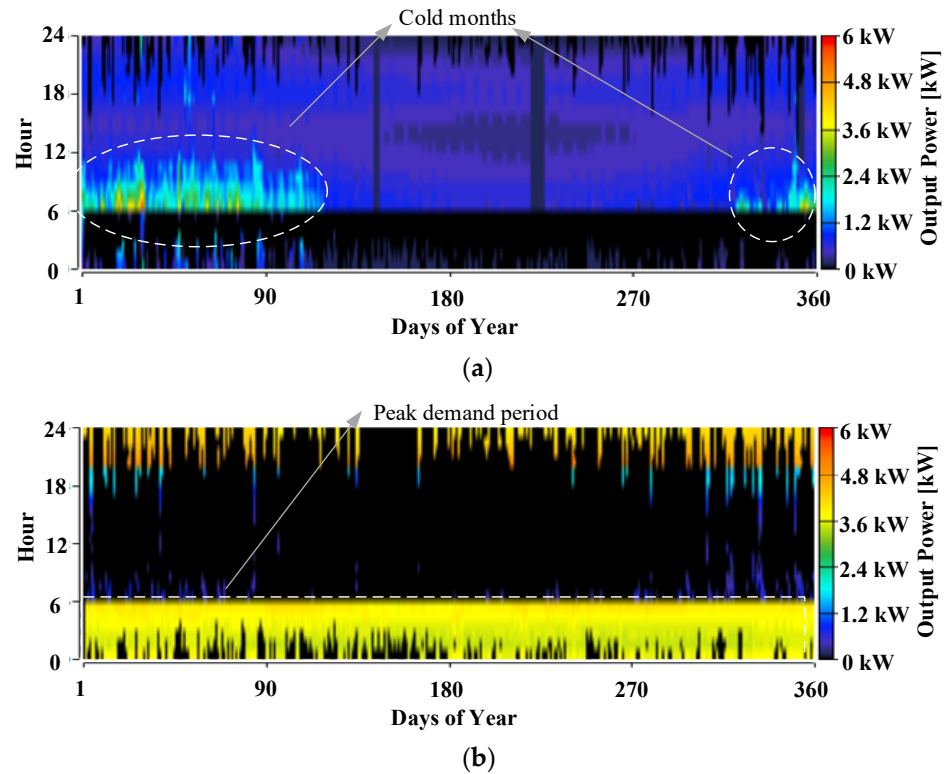 Cold months
24
18
12
6
0
Hour
1
90
180
270
360
Days of Year
6 kW
4.8 kW
3.6 kW
2.4 kW
1.2 kW
0 kW
Output Power [kW]
(a)
Peak demand period
24
18
12
6
0
Hour
1
90
180
270
360
Days of Year
6 kW
4.8 kW
3.6 kW
2.4 kW
1.2 kW
0 kW
Output Power [kW]
(b)